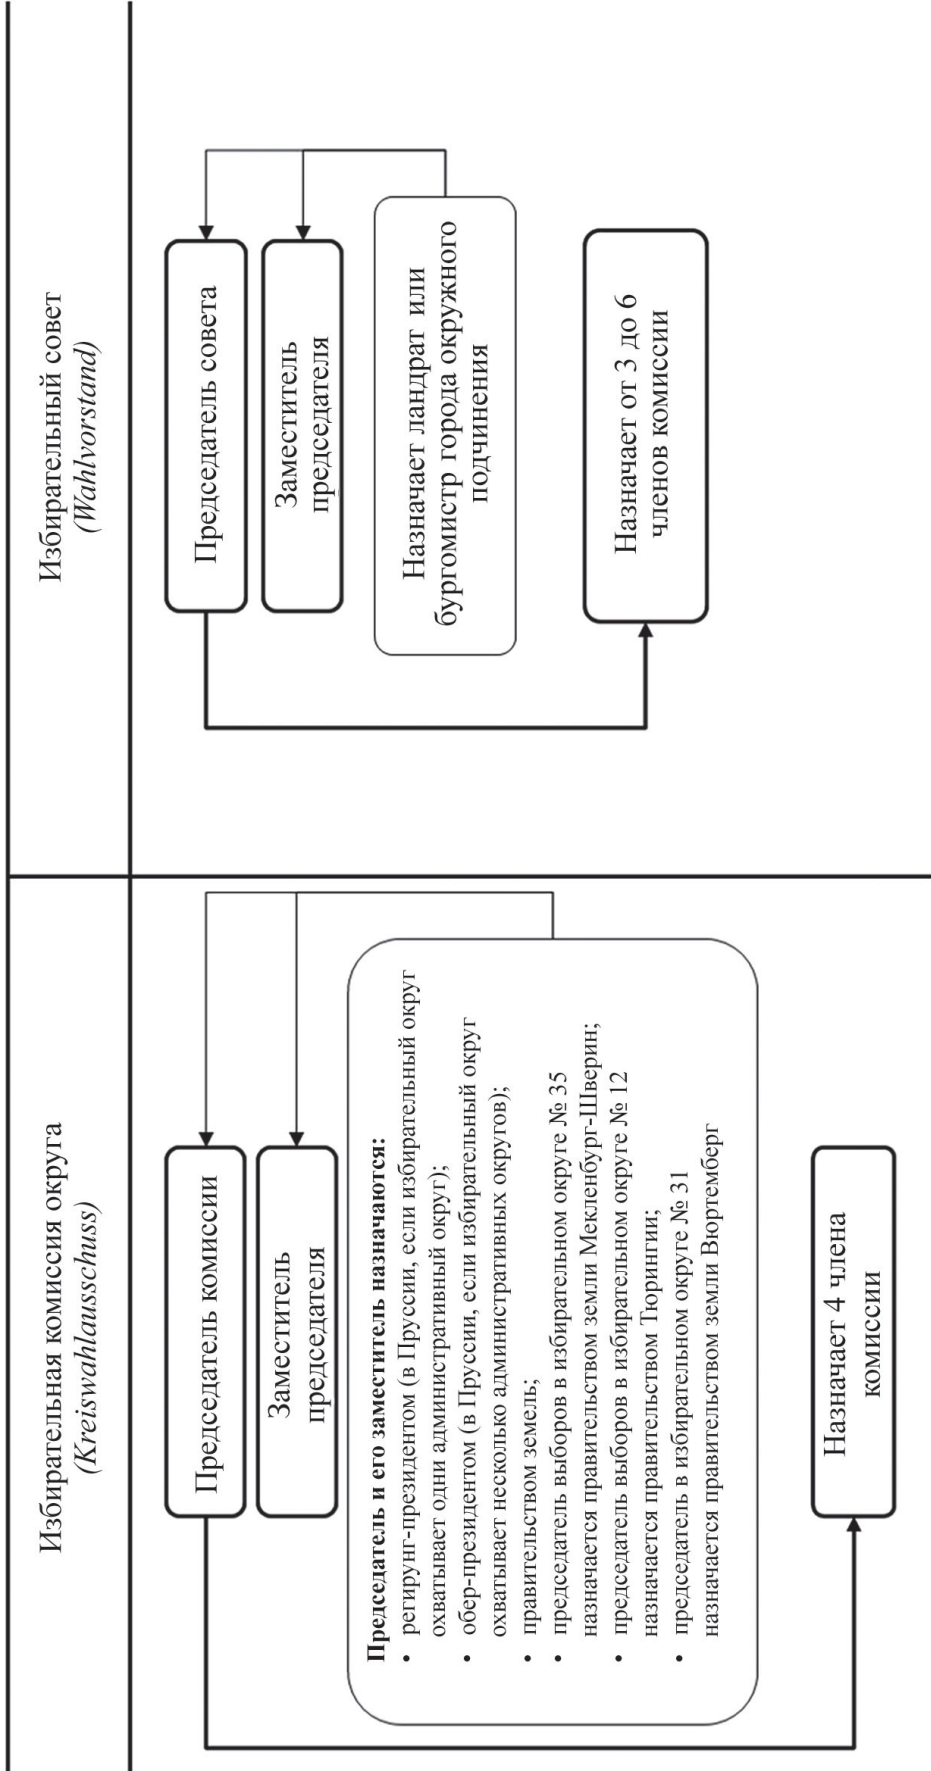 Избирательная комиссия округа
(Kreiswahlausschuss)
Председатель комиссии
Заместитель
председателя
Председатель и его заместитель назначаются:
• регирунг-президентом (в Пруссии, если избирательный округ
охватывает одни административный округ);
• обер-президентом (в Пруссии, если избирательный округ
охватывает несколько административных округов);
• правительством земель;
• председатель выборов в избирательном округе № 35
назначается правительством земли Мекленбург-Шверин;
• председатель выборов в избирательном округе № 12
назначается правительством Тюрингии;
• председатель в избирательном округе № 31
назначается правительством земли Вюртемберг
Назначает 4 члена
комиссии
Избирательный совет
(Wahlvorstand)
Председатель совета
Заместитель
председателя
Назначает ландрат или
бургомистр города окружного
подчинения
Назначает от 3 до 6
членов комиссии